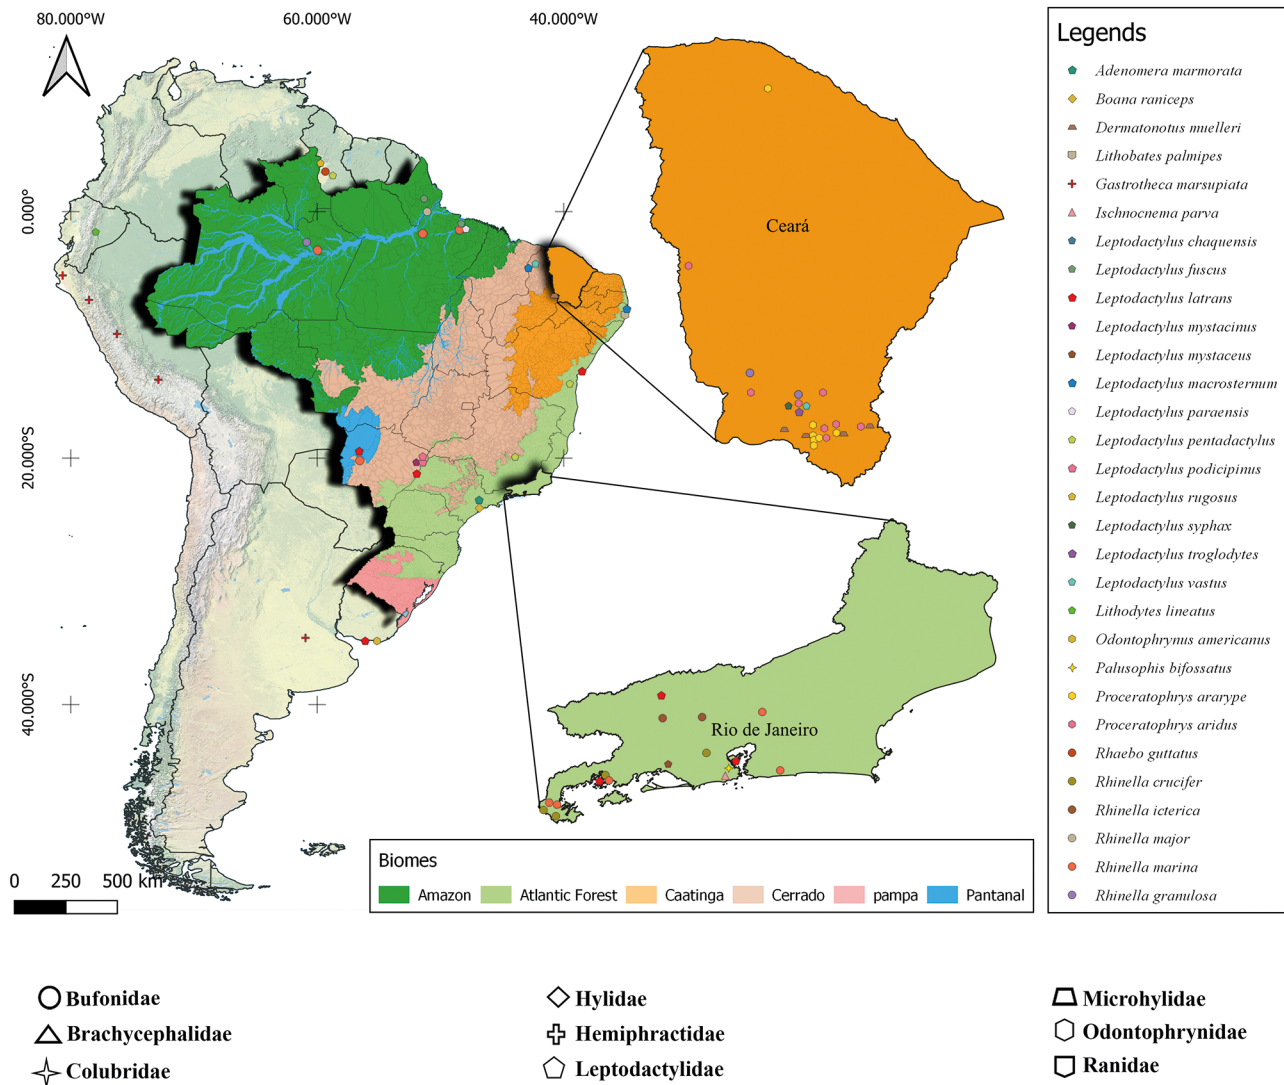 80.000°W 60.000°W 40.000°W
0.000°
20.000°S
40.000°S
Ceará
Rio de Janeiro
0 250 500 km
Biomes
Amazon Atlantic Forest Caatinga Cerrado pampa Pantanal
Legends
Adenomera marmorata
Boana raniceps
Dermatonotus muelleri
Lithobates palmipes
Gastrotheca marsupiata
Ischnocnema parva
Leptodactylus chaquensis
Leptodactylus fuscus
Leptodactylus latrans
Leptodactylus mystacinus
Leptodactylus mystaceus
Leptodactylus macrosternum
Leptodactylus paraensis
Leptodactylus pentadactylus
Leptodactylus podicipinus
Leptodactylus rugosus
Leptodactylus syphax
Leptodactylus troglodytes
Leptodactylus vastus
Lithodytes lineatus
Odontophrynus americanus
Palusophis bifossatus
Proceratophrys ararype
Proceratophrys aridus
Rhaebo guttatus
Rhinella crucifer
Rhinella icterica
Rhinella major
Rhinella marina
Rhinella granulosa
Bufonidae
Brachycephalidae
Colubridae
Hylidae
Hemiphractidae
Leptodactylidae
Microhylidae
Odontophrynidae
Ranidae